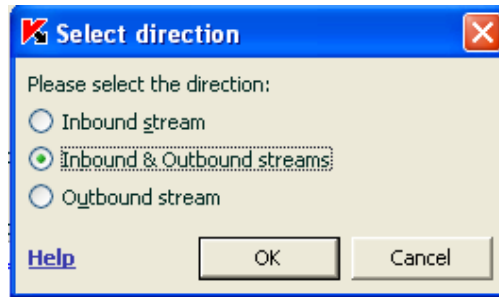 Select direction
Please select the direction:
Inbound stream
Inbound & Outbound streams
Outbound stream
Help OK Cancel